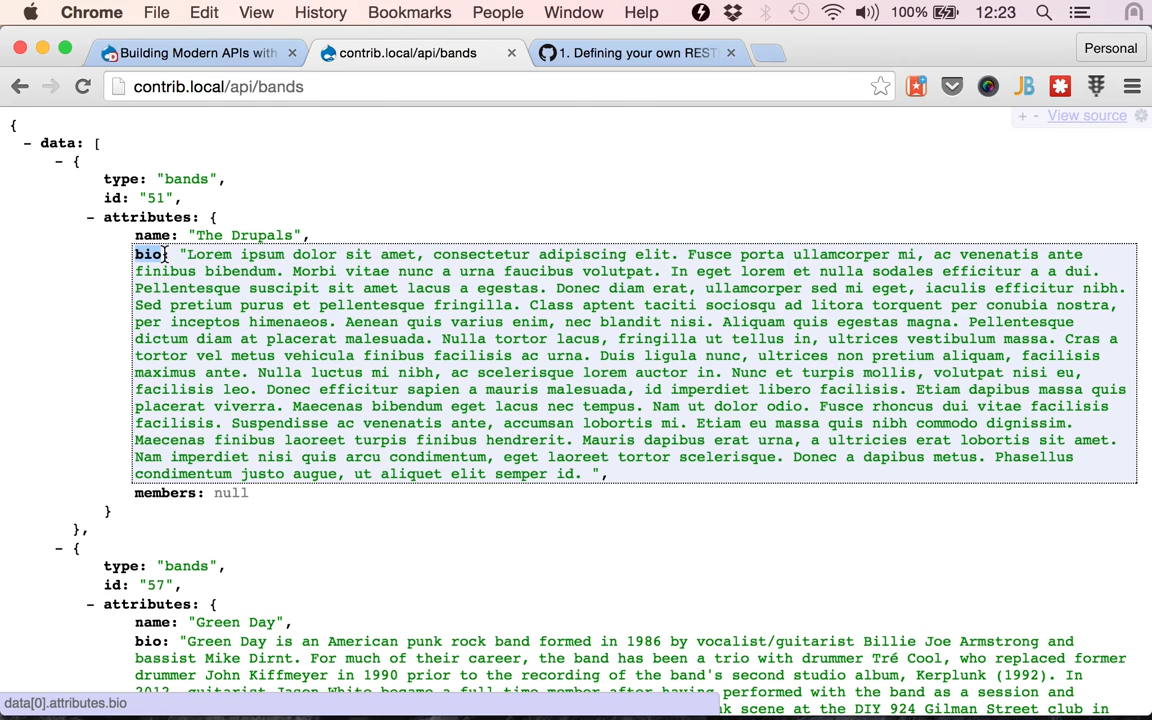 Chrome File Edit View History Bookmarks People Window Help 100% 12:23
Building Modern APIs with contrib.local/api/bands 1. Defining your own REST Personal
contrib.local/api/bands JB
+ - View source
{
- data: [
- {
type: "bands",
id: "51",
- attributes: {
name: "The Drupals",
bio: "Lorem ipsum dolor sit amet, consectetur adipiscing elit. Fusce porta ullamcorper mi, ac venenatis ante
finibus bibendum. Morbi vitae nunc a urna faucibus volutpat. In eget lorem et nulla sodales efficitur a a dui.
Pellentesque suscipit sit amet lacus a egestas. Donec diam erat, ullamcorper sed mi eget, iaculis efficitur nibh.
Sed pretium purus et pellentesque fringilla. Class aptent taciti sociosqu ad litora torquent per conubia nostra,
per inceptos himenaeos. Aenean quis varius enim, nec blandit nisi. Aliquam quis egestas magna. Pellentesque
dictum diam at placerat malesuada. Nulla tortor lacus, fringilla ut tellus in, ultrices vestibulum massa. Cras a
tortor vel metus vehicula finibus facilisis ac urna. Duis ligula nunc, ultrices non pretium aliquam, facilisis
maximus ante. Nulla luctus mi nibh, ac scelerisque lorem auctor in. Nunc et turpis mollis, volutpat nisi eu,
facilisis leo. Donec efficitur sapien a mauris malesuada, id imperdiet libero facilisis. Etiam dapibus massa quis
placerat viverra. Maecenas bibendum eget lacus nec tempus. Nam ut dolor odio. Fusce rhoncus dui vitae facilisis
facilisis. Suspendisse ac venenatis ante, accumsan lobortis mi. Etiam eu massa quis nibh commodo dignissim.
Maecenas finibus laoreet turpis finibus hendrerit. Mauris dapibus erat urna, a ultricies erat lobortis sit amet.
Nam imperdiet nisi quis arcu condimentum, eget laoreet tortor scelerisque. Donec a dapibus metus. Phasellus
condimentum justo augue, ut aliquet elit semper id. ",
members: null
}
},
- {
type: "bands",
id: "57",
- attributes: {
name: "Green Day",
bio: "Green Day is an American punk rock band formed in 1986 by vocalist/guitarist Billie Joe Armstrong and
bassist Mike Dirnt. For much of their career, the band has been a trio with drummer Tré Cool, who replaced former
drummer John Kiffmeyer in 1990 prior to the recording of the band's second studio album, Kerplunk (1992). In
2012, guitarist Jason White became a full-time member after having performed with the band as a session and
data[0].attributes.bio scene at the DIY 924 Gilman Street club in